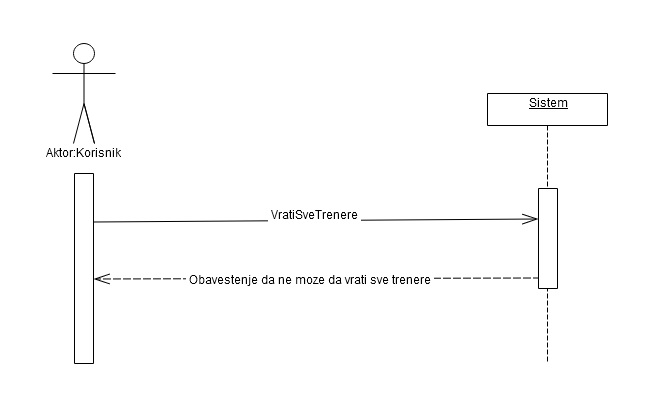 Sistem
Aktor:Korisnik
VratiSveTrenere
Obavestenje da ne moze da vrati sve trenere